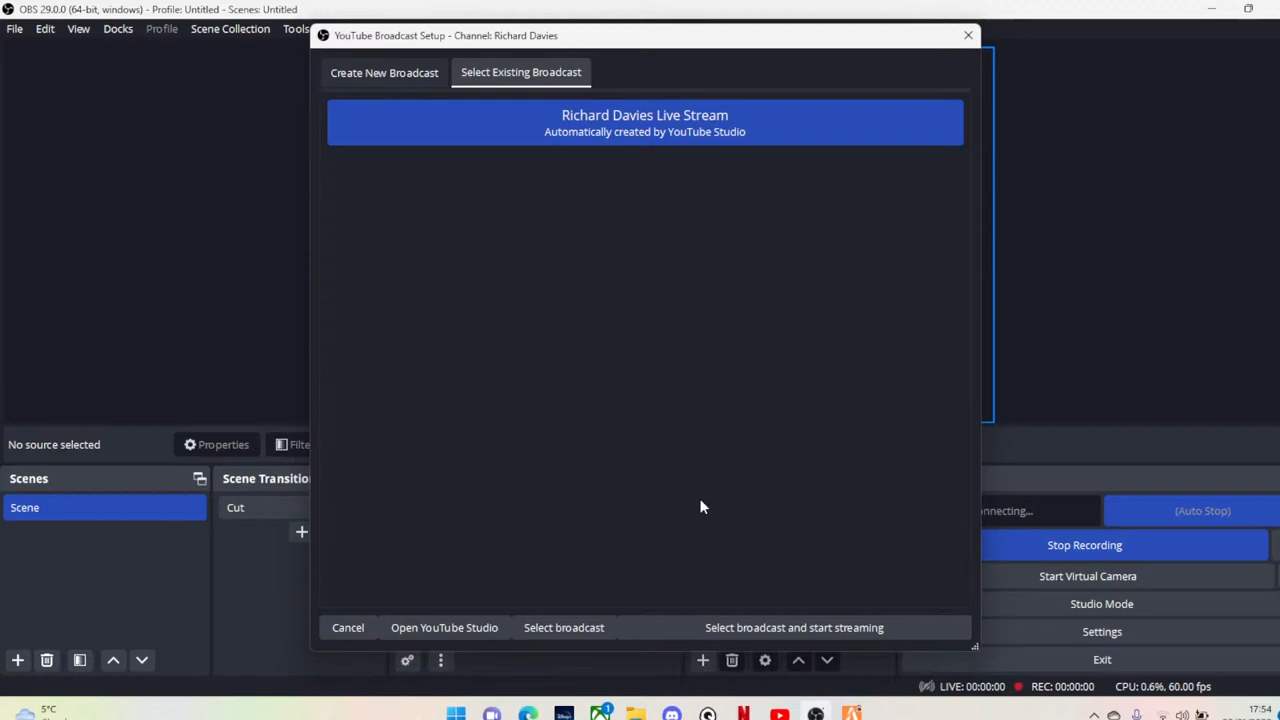 OBS 29.0.0 (64-bit, windows) - Profile: Untitled - Scenes: Untitled
File Edit View Docks Profile Scene Collection Tools
YouTube Broadcast Setup - Channel: Richard Davies
Create New Broadcast Select Existing Broadcast
Richard Davies Live Stream
Automatically created by YouTube Studio
No source selected Properties Filte
Scenes Scene Transitio
Scene Cut
onnecting... (Auto Stop)
Stop Recording
Start Virtual Camera
Studio Mode
Settings
Exit
Cancel Open YouTube Studio Select broadcast Select broadcast and start streaming
LIVE: 00:00:00 REC: 00:00:00 CPU: 0.6%, 60.00 fps
5°C 17:54